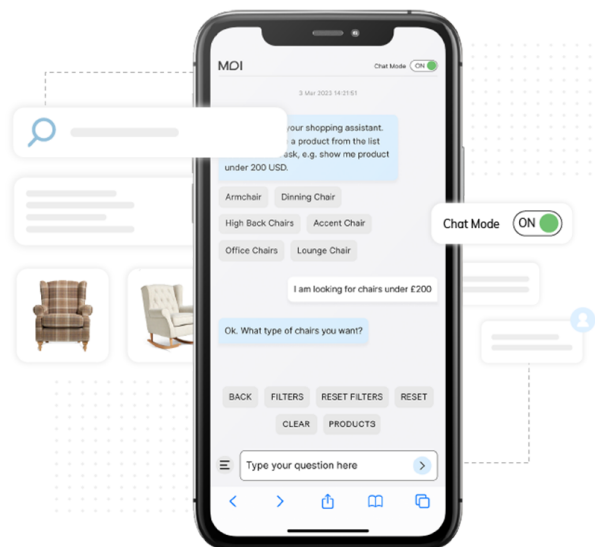 MOI
Chat Mode ON
3 Mar 2023 14:21:51
your shopping assistant.
a product from the list
ask, e.g. show me product
under 200 USD.
Armchair Dinning Chair
High Back Chairs Accent Chair
Office Chairs Lounge Chair
Chat Mode ON
I am looking for chairs under £200
Ok. What type of chairs you want?
BACK FILTERS RESET FILTERS RESET
CLEAR PRODUCTS
Type your question here